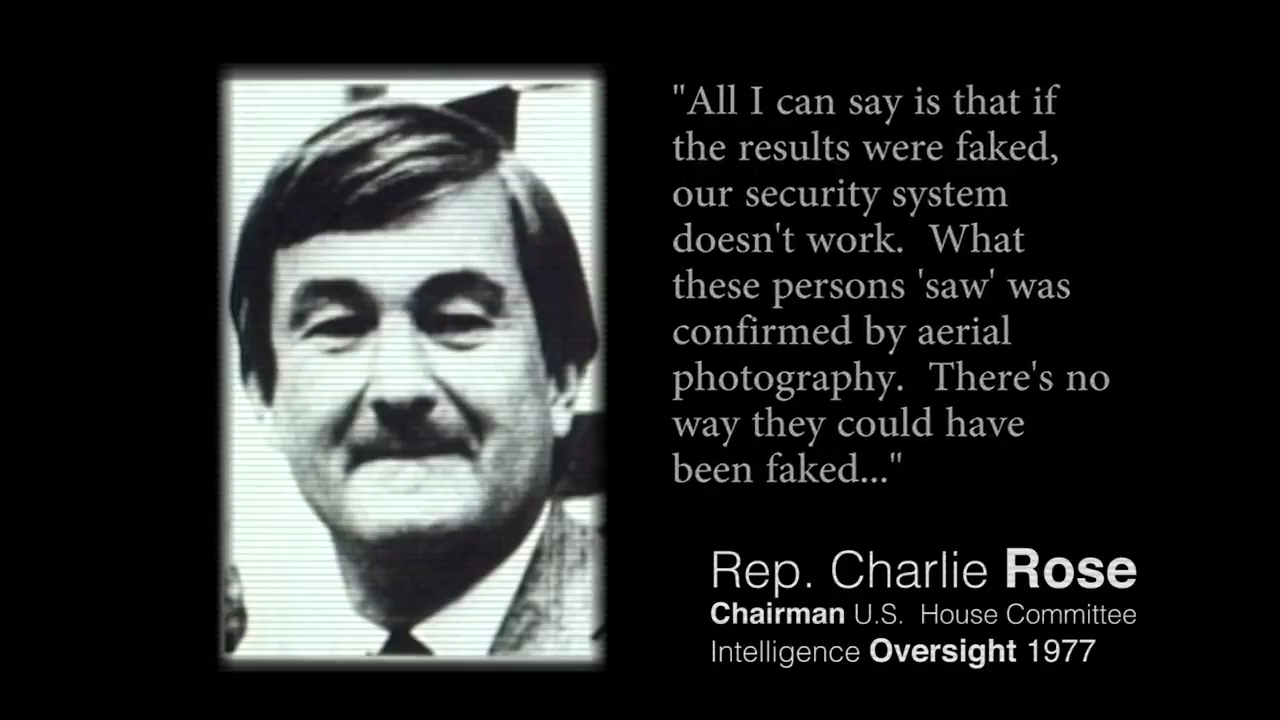 "All I can say is that if
the results were faked,
our security system
doesn't work.  What
these persons 'saw' was
confirmed by aerial
photography.  There's no
way they could have
been faked..."
Rep. Charlie Rose
Chairman U.S.  House Committee
Intelligence Oversight 1977